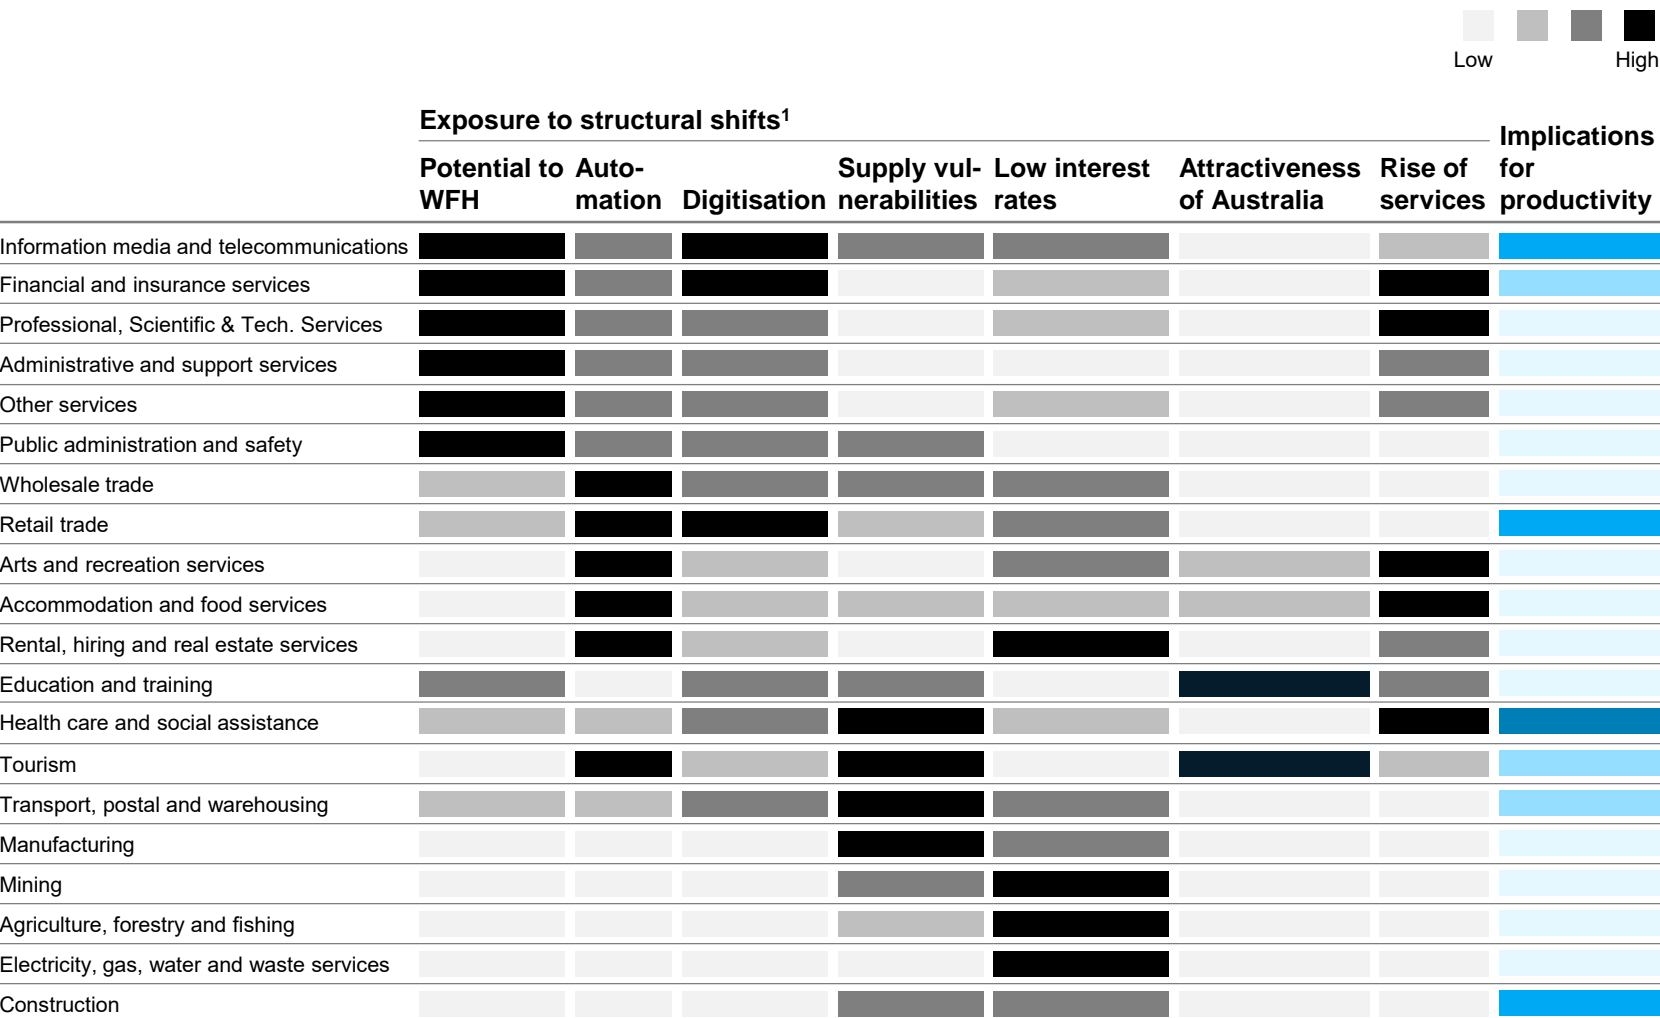 Low High
Exposure to structural shifts¹
Implications
for
productivity
Potential to
WFH
Auto-
mation
Digitisation
Supply vul-
nerabilities
Low interest
rates
Attractiveness
of Australia
Rise of
services
Information media and telecommunications
Financial and insurance services
Professional, Scientific & Tech. Services
Administrative and support services
Other services
Public administration and safety
Wholesale trade
Retail trade
Arts and recreation services
Accommodation and food services
Rental, hiring and real estate services
Education and training
Health care and social assistance
Tourism
Transport, postal and warehousing
Manufacturing
Mining
Agriculture, forestry and fishing
Electricity, gas, water and waste services
Construction